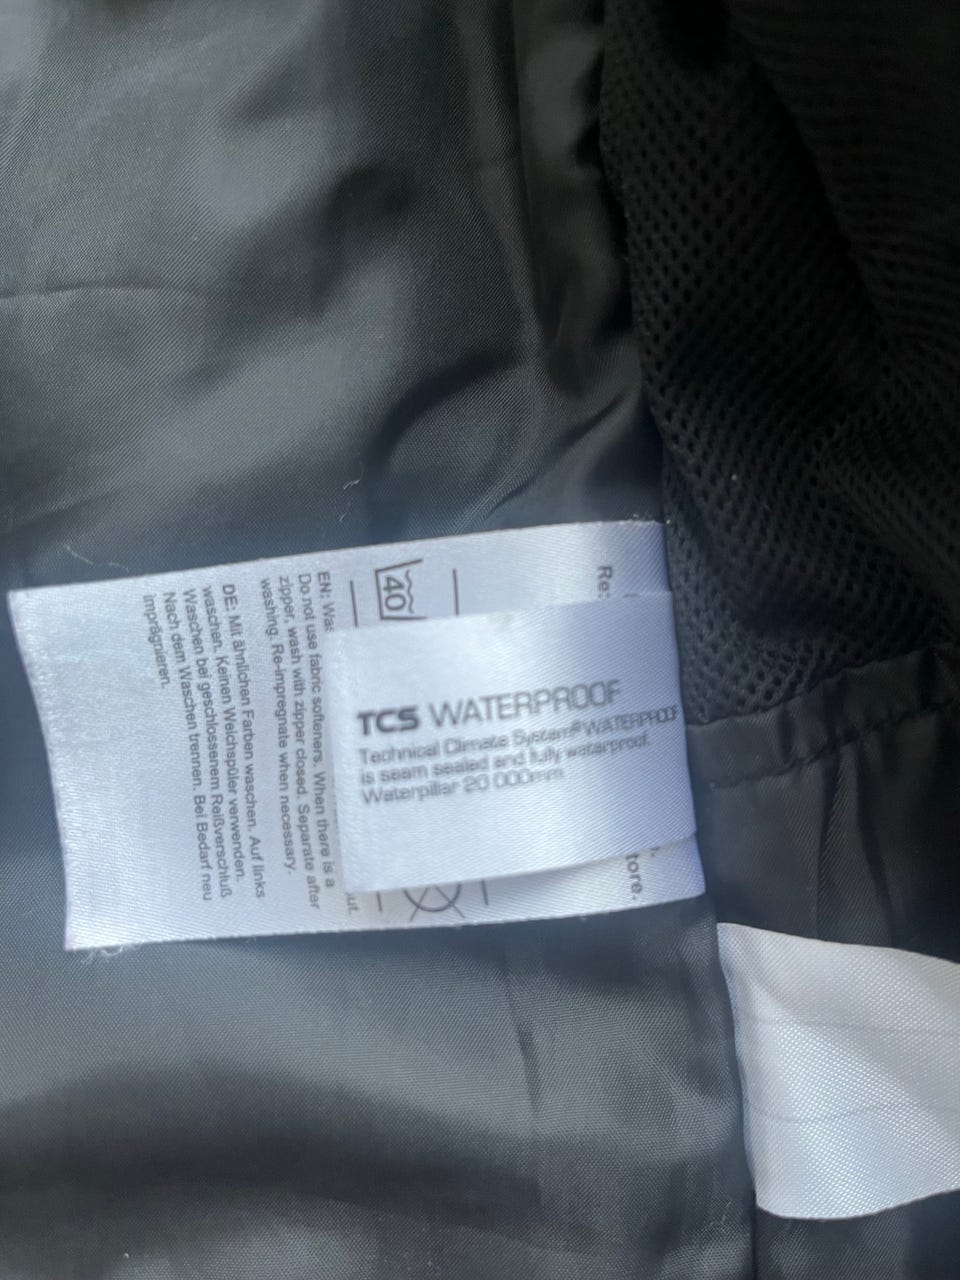 TCS WATERPROOF
Technical Climate System® WATERPROOF
is seam sealed and fully waterproof.
Waterpillar 20 000mm
Re:
tore.
40
EN:
ut.
Do not use fabric softeners. When there is a
zipper, wash with zipper closed. Separate after
washing. Re-impregnate when necessary.
DE: Mit ähnlichen Farben waschen. Auf links
waschen. Keinen Weichspüler verwenden.
Waschen bei geschlossenem Reißverschluß
Nach dem Waschen trennen. Bei Bedarf neu
imprägnieren.